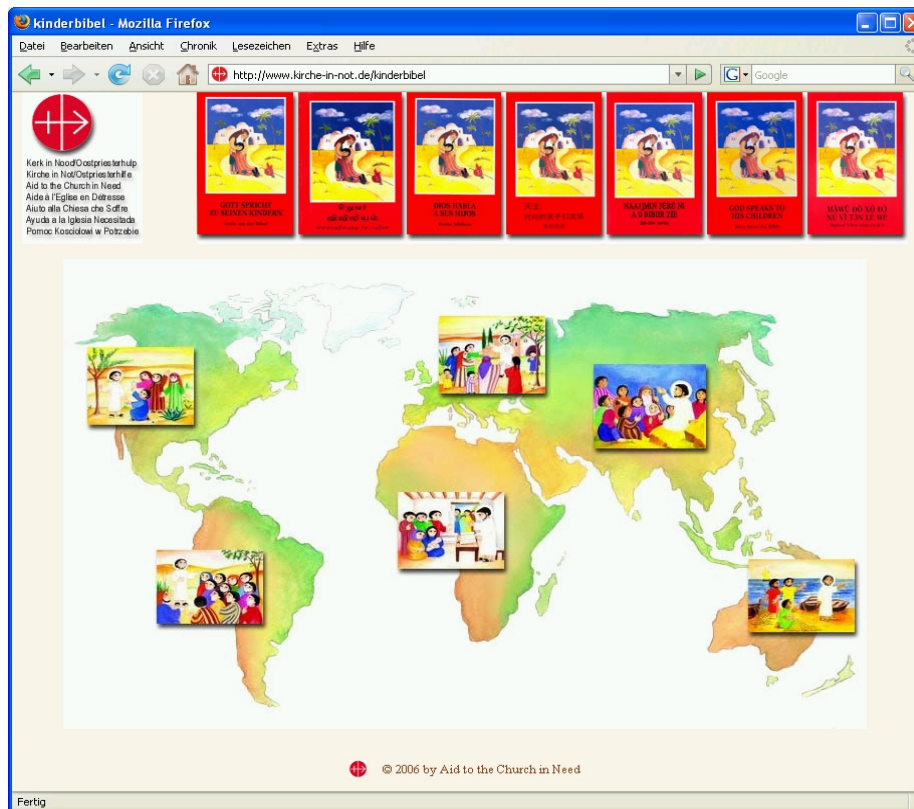 kinderbibel - Mozilla Firefox
Datei Bearbeiten Ansicht Chronik Lesezeichen Extras Hilfe
http://www.kirche-in-not.de/kinderbibel
G Google
Kerk in Nood/Oostpriesterhulp
Kirche in Not/Ostpriesterhilfe
Aid to the Church in Need
Aide à l'Eglise en Détresse
Aiuto alla Chiesa che Soffre
Ayuda a la Iglesia Necesitada
Pomoc Kosciolowi w Potrzebie
GOTT SPRICHT
ZU SEINEN KINDERN
DIOS HABLA
A SUS HIJOS
GOD SPEAKS TO
HIS CHILDREN
© 2006 by Aid to the Church in Need
Fertig